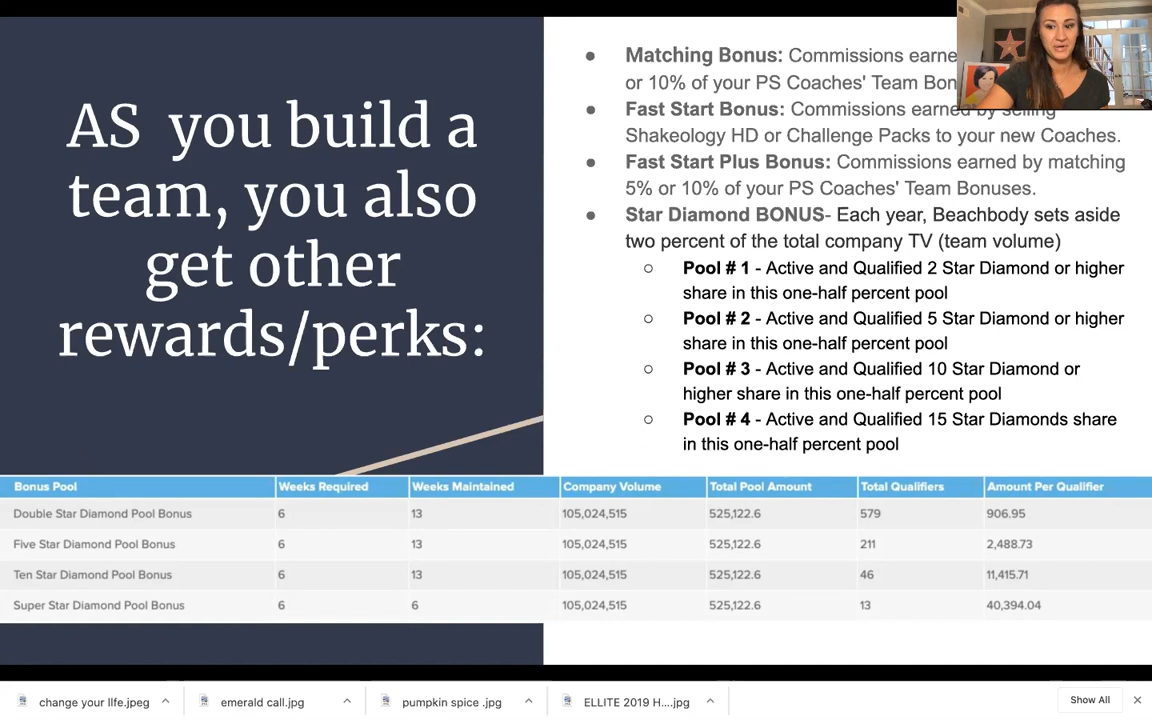 AS you build a
team, you also
get other
rewards/perks:
● Matching Bonus: Commissions earne
or 10% of your PS Coaches' Team Bon
● Fast Start Bonus: Commissions earned by selling
Shakeology HD or Challenge Packs to your new Coaches.
● Fast Start Plus Bonus: Commissions earned by matching
5% or 10% of your PS Coaches' Team Bonuses.
● Star Diamond BONUS- Each year, Beachbody sets aside
two percent of the total company TV (team volume)
○ Pool # 1 - Active and Qualified 2 Star Diamond or higher
share in this one-half percent pool
○ Pool # 2 - Active and Qualified 5 Star Diamond or higher
share in this one-half percent pool
○ Pool # 3 - Active and Qualified 10 Star Diamond or
higher share in this one-half percent pool
○ Pool # 4 - Active and Qualified 15 Star Diamonds share
in this one-half percent pool
Bonus Pool Weeks Required Weeks Maintained Company Volume Total Pool Amount Total Qualifiers Amount Per Qualifier
Double Star Diamond Pool Bonus 6 13 105,024,515 525,122.6 579 906.95
Five Star Diamond Pool Bonus 6 13 105,024,515 525,122.6 211 2,488.73
Ten Star Diamond Pool Bonus 6 13 105,024,515 525,122.6 46 11,415.71
Super Star Diamond Pool Bonus 6 6 105,024,515 525,122.6 13 40,394.04
change your lIfe.jpeg emerald call.jpg pumpkin spice .jpg ELLITE 2019 H....jpg Show All